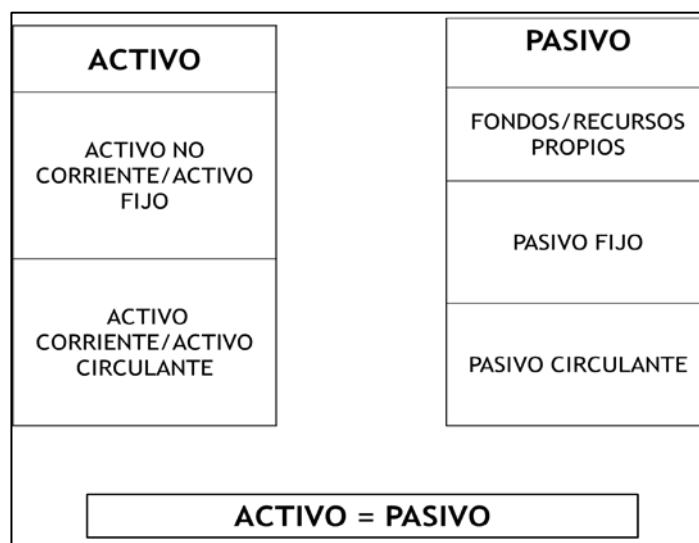 ACTIVO
ACTIVO NO
CORRIENTE/ACTIVO
FIJO
ACTIVO
CORRIENTE/ACTIVO
CIRCULANTE
PASIVO
FONDOS/RECURSOS
PROPIOS
PASIVO FIJO
PASIVO CIRCULANTE
ACTIVO = PASIVO